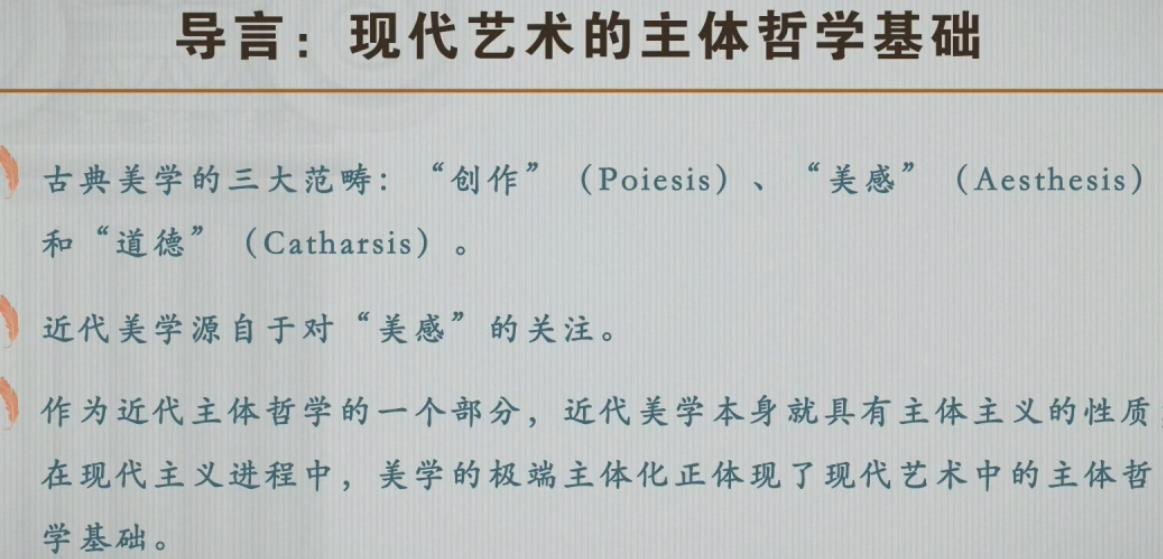 导言：现代艺术的主体哲学基础
古典美学的三大范畴：“创作”（Poiesis）、“美感”（Aesthesis）
和“道德”（Catharsis）。
近代美学源自于对“美感”的关注。
作为近代主体哲学的一个部分，近代美学本身就具有主体主义的性质
在现代主义进程中，美学的极端主体化正体现了现代艺术中的主体哲
学基础。